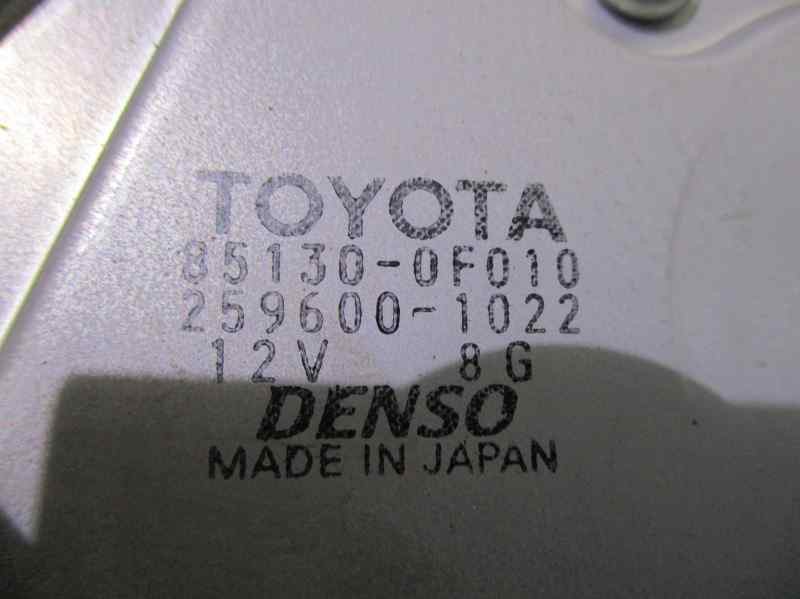 TOYOTA
85130-0F010
259600-1022
12V 8G
DENSO
MADE IN JAPAN